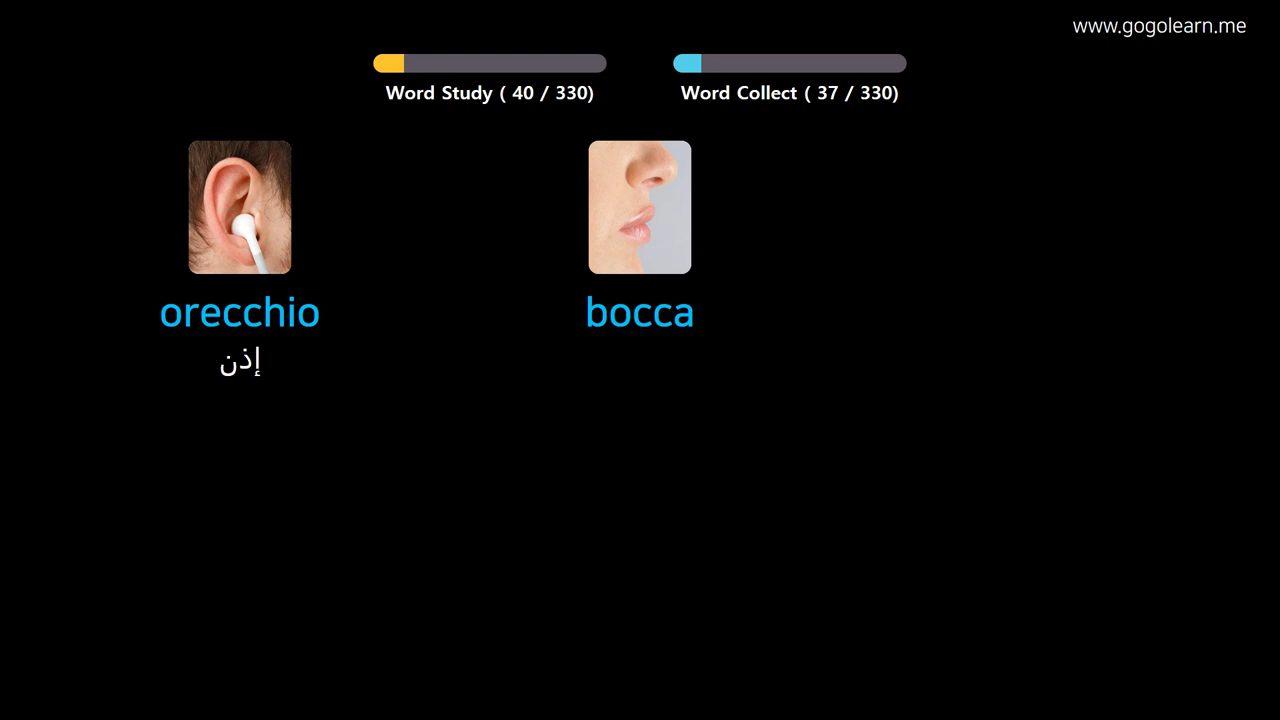 www.gogolearn.me
Word Study ( 40 / 330)
Word Collect ( 37 / 330)
orecchio
إذن
bocca